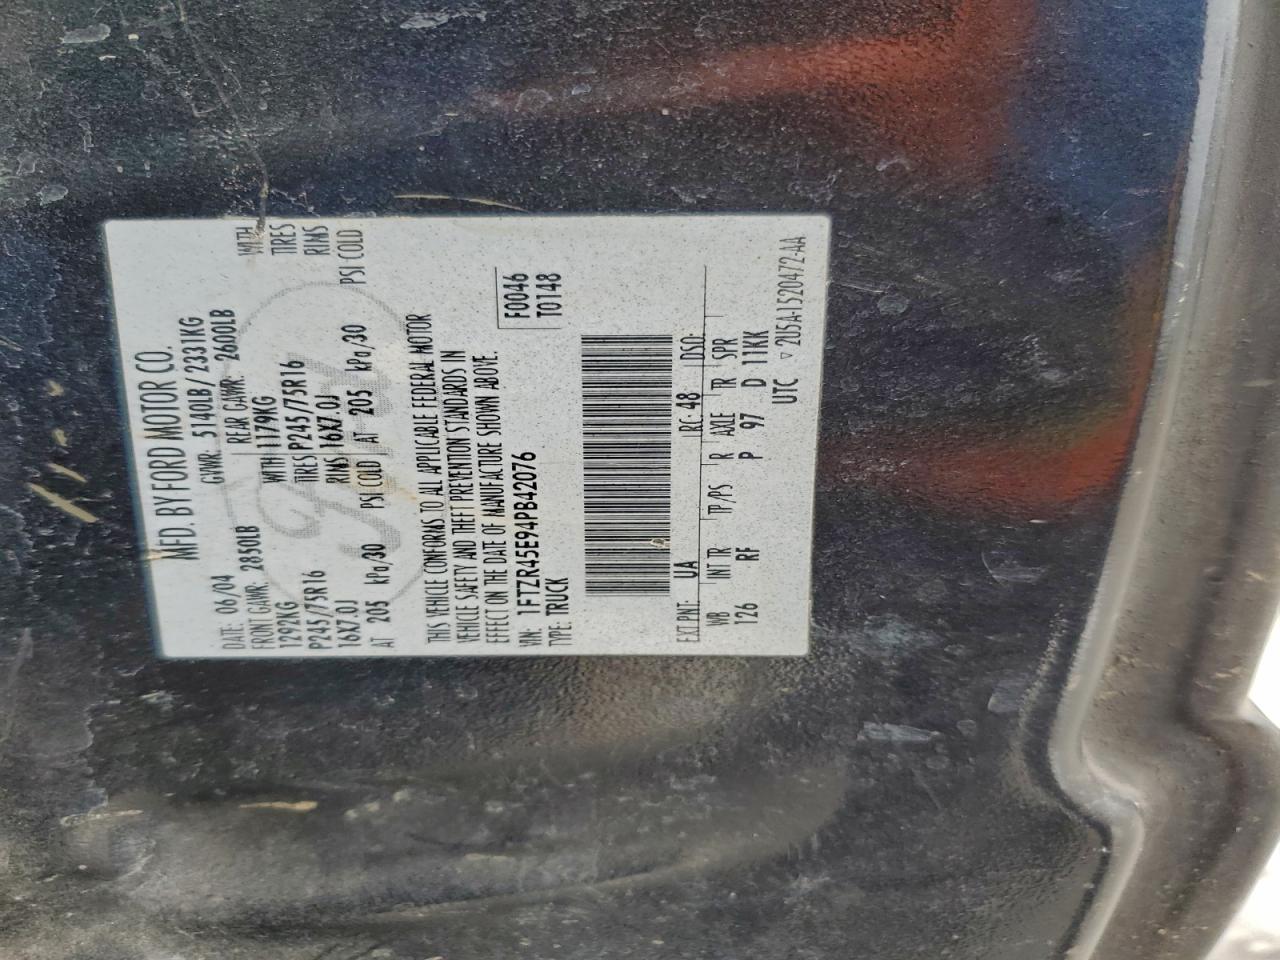 MFD. BY FORD MOTOR CO.
DATE: 06/04 GVWR: 5140LB/2331KG
FRONT GAWR: 2850LB REAR GAWR: 2600LB
1292KG WITH 1179KG WITH
P245/75R16 TIRES P245/75R16 TIRES
16X7.0J RIMS 16X7.0J RIMS
AT 205 kPa/30 PSI COLD AT 205 kPa/30 PSI COLD
THIS VEHICLE CONFORMS TO ALL APPLICABLE FEDERAL MOTOR
VEHICLE SAFETY AND THEFT PREVENTION STANDARDS IN
EFFECT ON THE DATE OF MANUFACTURE SHOWN ABOVE.
VIN: 1FTZR45E94PB42076 F0046
TYPE: TRUCK T0148
EXT PNT: UA RC: 48 DSO:
WB INT TR TP/PS R AXLE TR SPR
126 RF P 97 D 11KK
UTC ▽ 2U5A-1520472-AA
Ford